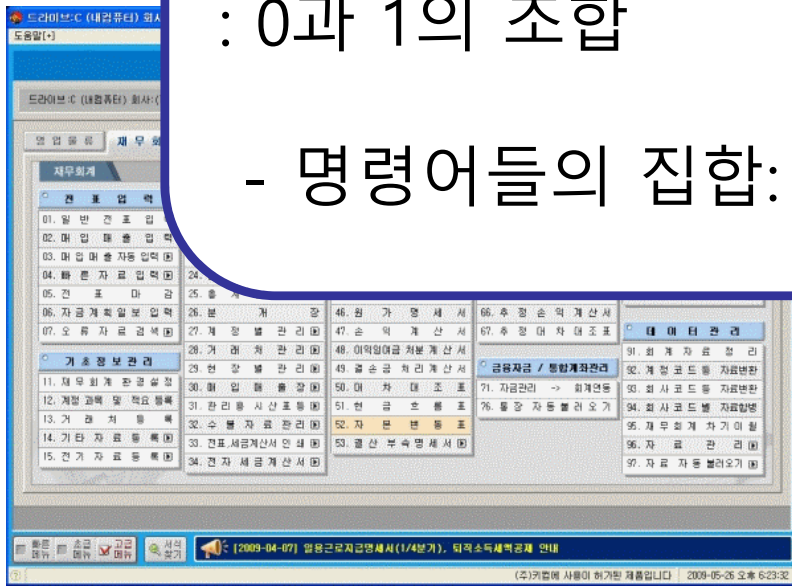 드라이브:C (내컴퓨터) 회사
도움말[+]
: 0과 1의 조합
- 명령어들의 집합:
드라이브:C (내컴퓨터) 회사:(
영 업 물 류
재 무 회
재무회계
전 표 입 력
01. 일 반 전 표 입
02. 매 입 매 출 입 력
03. 매 입 매 출 자동 입력
04. 빠 른 자 료 입 력
05. 전 표 마 감
06. 자 금 계 획 일 보 입 력
07. 오 류 자 료 검 색
기 초 정 보 관 리
11. 재 무 회 계 환 경 설 정
12. 계정 과목 및 적요 등록
13. 거 래 처 등 록
14. 기 타 자 료 등 록
15. 전 기 자 료 등 록
24.
25. 총 계
26. 분 개 장
27. 계 정 별 관 리
28. 거 래 처 관 리
29. 현 장 별 관 리
30. 매 입 매 출 장
31. 관 리 용 시 산 표 등
32. 수 불 자 료 관 리
33. 전표.세금계산서 인 쇄
34. 전 자 세 금 계 산 서
46. 원 가 명 세 서
47. 손 익 계 산 서
48. 이익잉여금 처분 계 산 서
49. 결 손 금 처 리 계 산 서
50. 대 차 대 조 표
51. 현 금 흐 름 표
52. 자 본 변 동 표
53. 결 산 부 속 명 세 서
66. 추 정 손 익 계 산 서
67. 추 정 대 차 대 조 표
금융자금 / 통합계좌관리
71. 자금관리 -> 회계연동
76. 통 장 자 동 불 러 오 기
데 이 터 관 리
91. 회 계 자 료 정 리
92. 계 정 코 드 등 자료변환
93. 회 사 코 드 등 자료변환
94. 회 사 코 드 별 자료합병
95. 재 무 회 계 차 기 이 월
96. 자 료 관 리
97. 자 료 자 동 불러오기
빠른 메뉴
초급 메뉴
고급 메뉴
서식 찾기
[2009-04-07] 일용근로지급명세서(1/4분기), 퇴직소득세액공제 안내
(주)키컴에 사용이 허가된 제품입니다
2009-05-26 오후 6:23:32